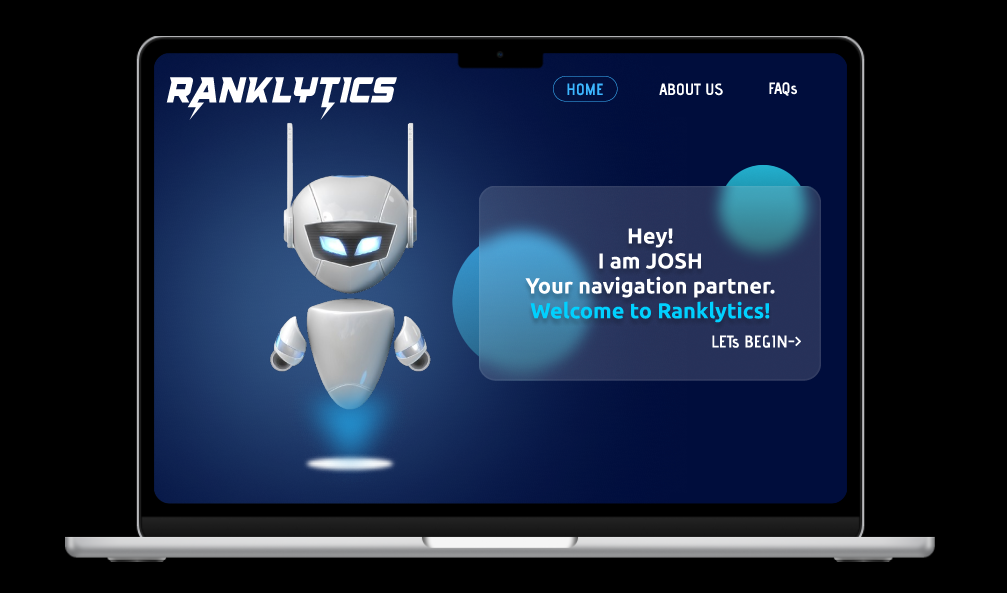 RANKLYTICS
HOME ABOUT US FAQs
Hey!
I am JOSH
Your navigation partner.
Welcome to Ranklytics!
LETs BEGIN->